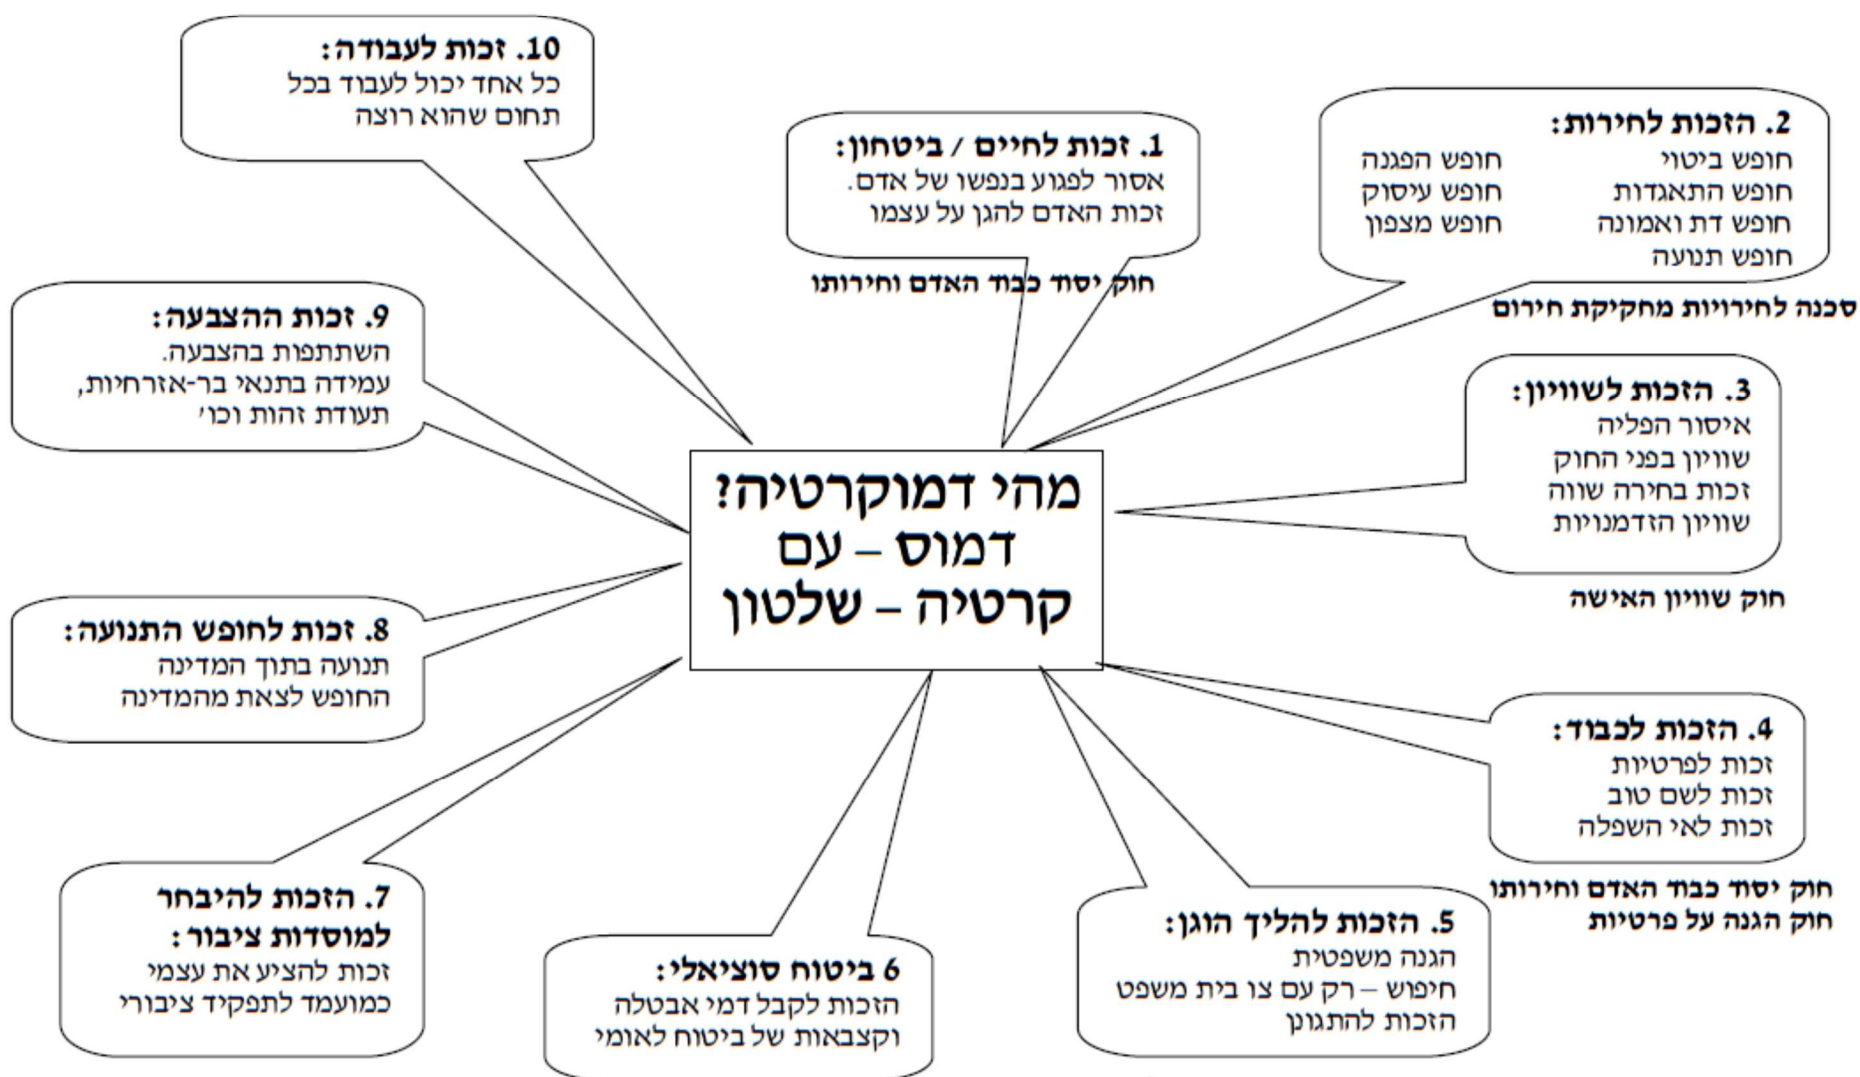 מהי דמוקרטיה?
דמוס – עם
קרטיה – שלטון
1. זכות לחיים / ביטחון:
אסור לפגוע בנפשו של אדם.
זכות האדם להגן על עצמו
חוק יסוד כבוד האדם וחירותו
2. הזכות לחירות:
חופש ביטוי חופש הפגנה
חופש התאגדות חופש עיסוק
חופש דת ואמונה חופש מצפון
חופש תנועה
סכנה לחירויות מחקיקת חירום
3. הזכות לשוויון:
איסור הפליה
שוויון בפני החוק
זכות בחירה שווה
שוויון הזדמנויות
חוק שוויון האישה
4. הזכות לכבוד:
זכות לפרטיות
זכות לשם טוב
זכות לאי השפלה
חוק יסוד כבוד האדם וחירותו
חוק הגנה על פרטיות
5. הזכות להליך הוגן:
הגנה משפטית
חיפוש – רק עם צו בית משפט
הזכות להתגונן
6 ביטוח סוציאלי:
הזכות לקבל דמי אבטלה
וקצבאות של ביטוח לאומי
7. הזכות להיבחר
למוסדות ציבור:
זכות להציע את עצמי
כמועמד לתפקיד ציבורי
8. זכות לחופש התנועה:
תנועה בתוך המדינה
החופש לצאת מהמדינה
9. זכות ההצבעה:
השתתפות בהצבעה.
עמידה בתנאי בר-אזרחיות,
תעודת זהות וכו'
10. זכות לעבודה:
כל אחד יכול לעבוד בכל
תחום שהוא רוצה